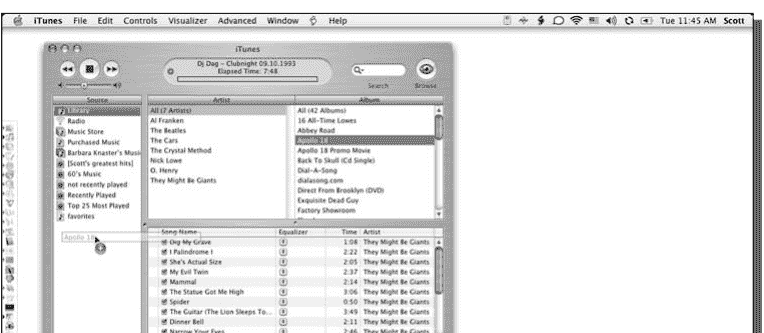 iTunes File Edit Controls Visualizer Advanced Window Help Tue 11:45 AM Scott
iTunes
Dj Dag - Clubnight 09.10.1993
Elapsed Time: 7:48
Search Browse
Source Artist Album
Library
Radio
Music Store
Purchased Music
Barbara Knaster's Musi
[Scott's greatest hits]
60's Music
not recently played
Recently Played
Top 25 Most Played
favorites
Apollo 18
All (7 Artists)
Al Franken
The Beatles
The Cars
The Crystal Method
Nick Lowe
O. Henry
They Might Be Giants
All (42 Albums)
16 All-Time Lowes
Abbey Road
Apollo 18
Apollo 18 Promo Movie
Back To Skull (Cd Single)
Dial-A-Song
dialasong.com
Direct From Brooklyn (DVD)
Exquisite Dead Guy
Factory Showroom
Song Name Equalizer Time Artist
Dig My Grave 1:08 They Might Be Giants
I Palindrome I 2:22 They Might Be Giants
She's Actual Size 2:05 They Might Be Giants
My Evil Twin 2:37 They Might Be Giants
Mammal 2:14 They Might Be Giants
The Statue Got Me High 3:06 They Might Be Giants
Spider 0:50 They Might Be Giants
The Guitar (The Lion Sleeps To... 3:49 They Might Be Giants
Dinner Bell 2:11 They Might Be Giants
Narrow Your Eyes 2:46 They Might Be Giants